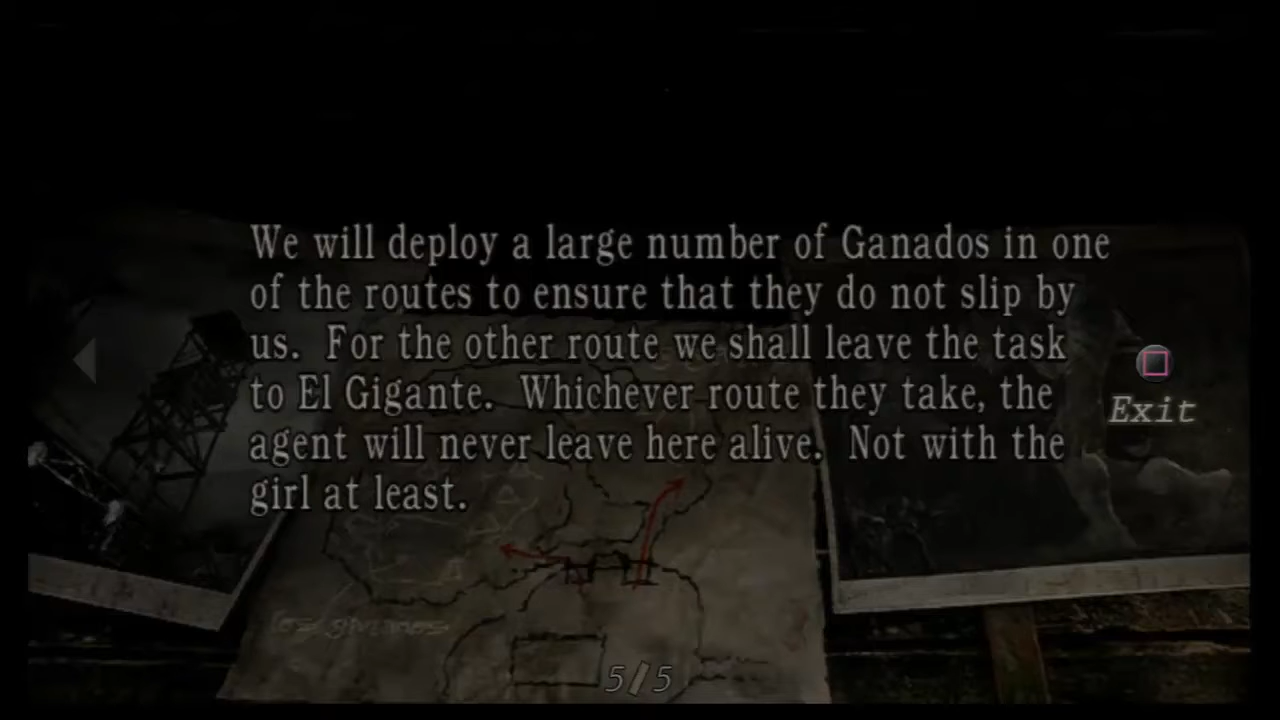 We will deploy a large number of Ganados in one
of the routes to ensure that they do not slip by
us. For the other route we shall leave the task
to El Gigante. Whichever route they take, the
agent will never leave here alive. Not with the
girl at least.
Exit
5/5